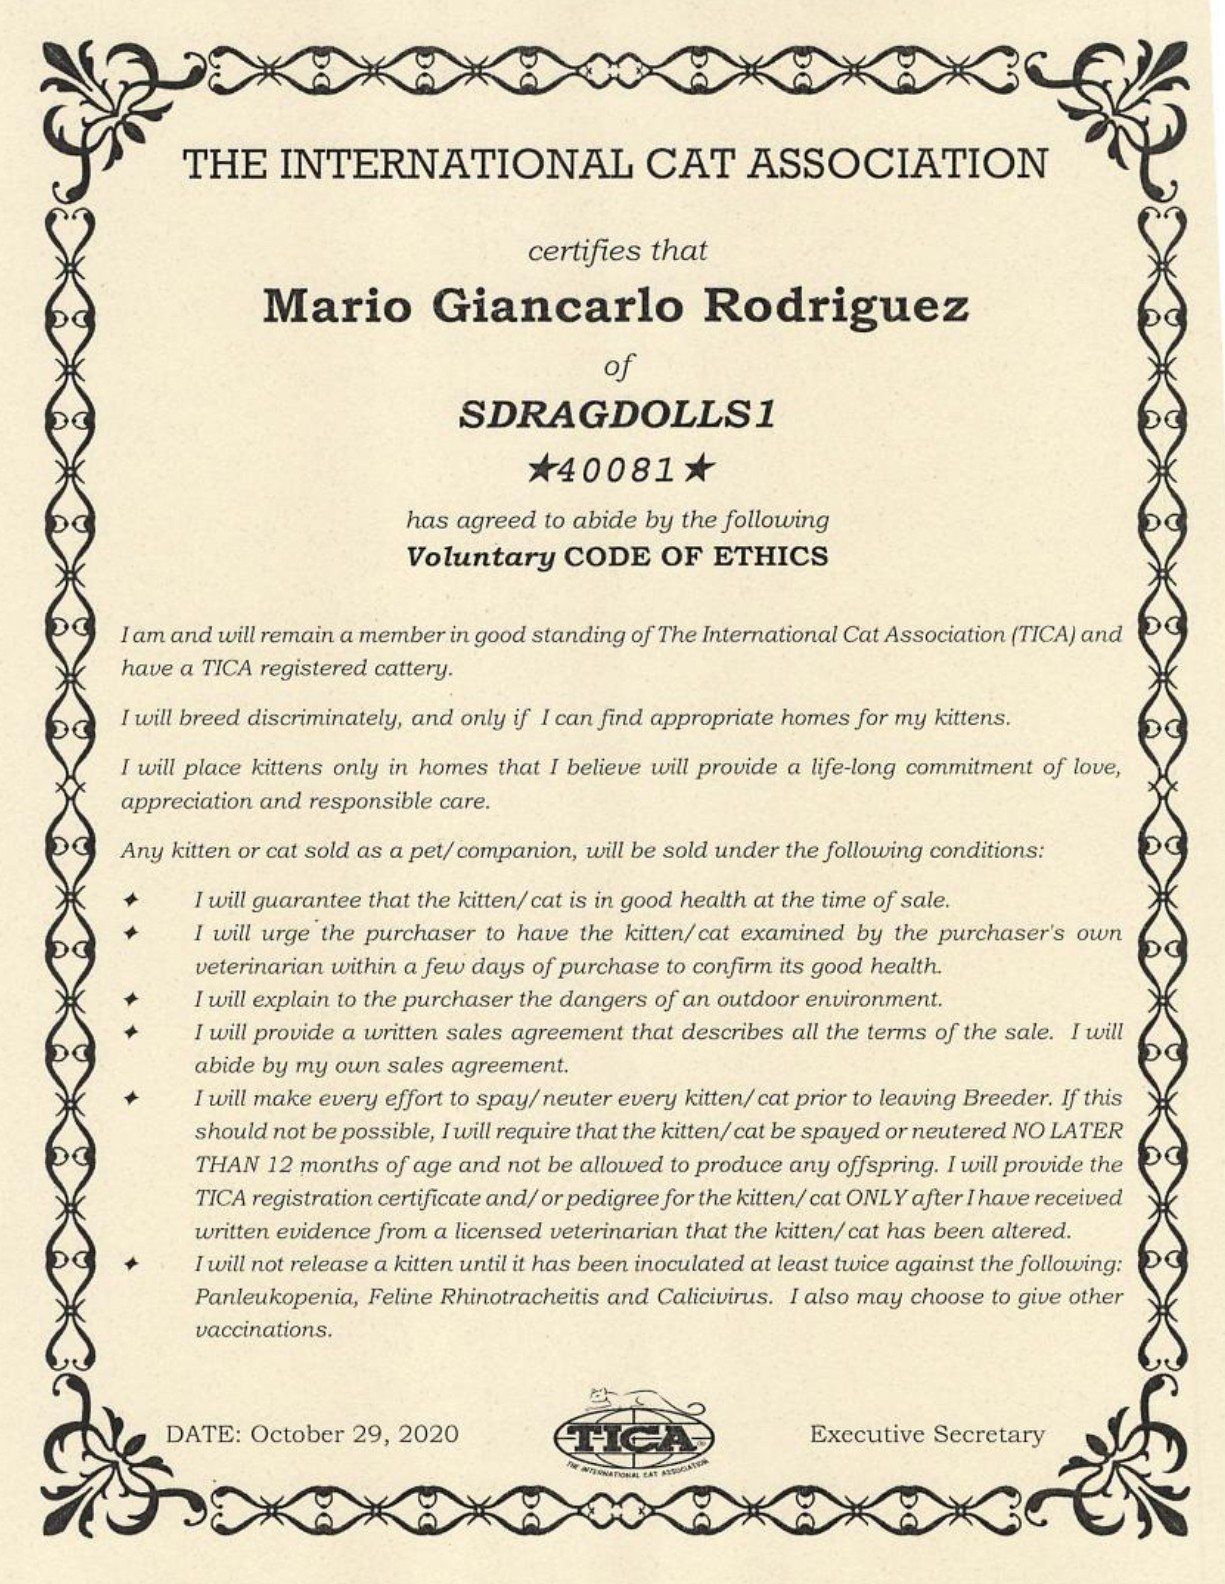 THE INTERNATIONAL CAT ASSOCIATION
certifies that
Mario Giancarlo Rodriguez
of
SDRAGDOLLS1
★40081★
has agreed to abide by the following
Voluntary CODE OF ETHICS
I am and will remain a member in good standing of The International Cat Association (TICA) and
have a TICA registered cattery.
I will breed discriminately, and only if I can find appropriate homes for my kittens.
I will place kittens only in homes that I believe will provide a life-long commitment of love,
appreciation and responsible care.
Any kitten or cat sold as a pet/companion, will be sold under the following conditions:
✦ I will guarantee that the kitten/cat is in good health at the time of sale.
✦ I will urge the purchaser to have the kitten/cat examined by the purchaser's own
veterinarian within a few days of purchase to confirm its good health.
✦ I will explain to the purchaser the dangers of an outdoor environment.
✦ I will provide a written sales agreement that describes all the terms of the sale. I will
abide by my own sales agreement.
✦ I will make every effort to spay/neuter every kitten/cat prior to leaving Breeder. If this
should not be possible, I will require that the kitten/cat be spayed or neutered NO LATER
THAN 12 months of age and not be allowed to produce any offspring. I will provide the
TICA registration certificate and/or pedigree for the kitten/cat ONLY after I have received
written evidence from a licensed veterinarian that the kitten/cat has been altered.
✦ I will not release a kitten until it has been inoculated at least twice against the following:
Panleukopenia, Feline Rhinotracheitis and Calicivirus. I also may choose to give other
vaccinations.
DATE: October 29, 2020
TICA®
THE INTERNATIONAL CAT ASSOCIATION
Executive Secretary